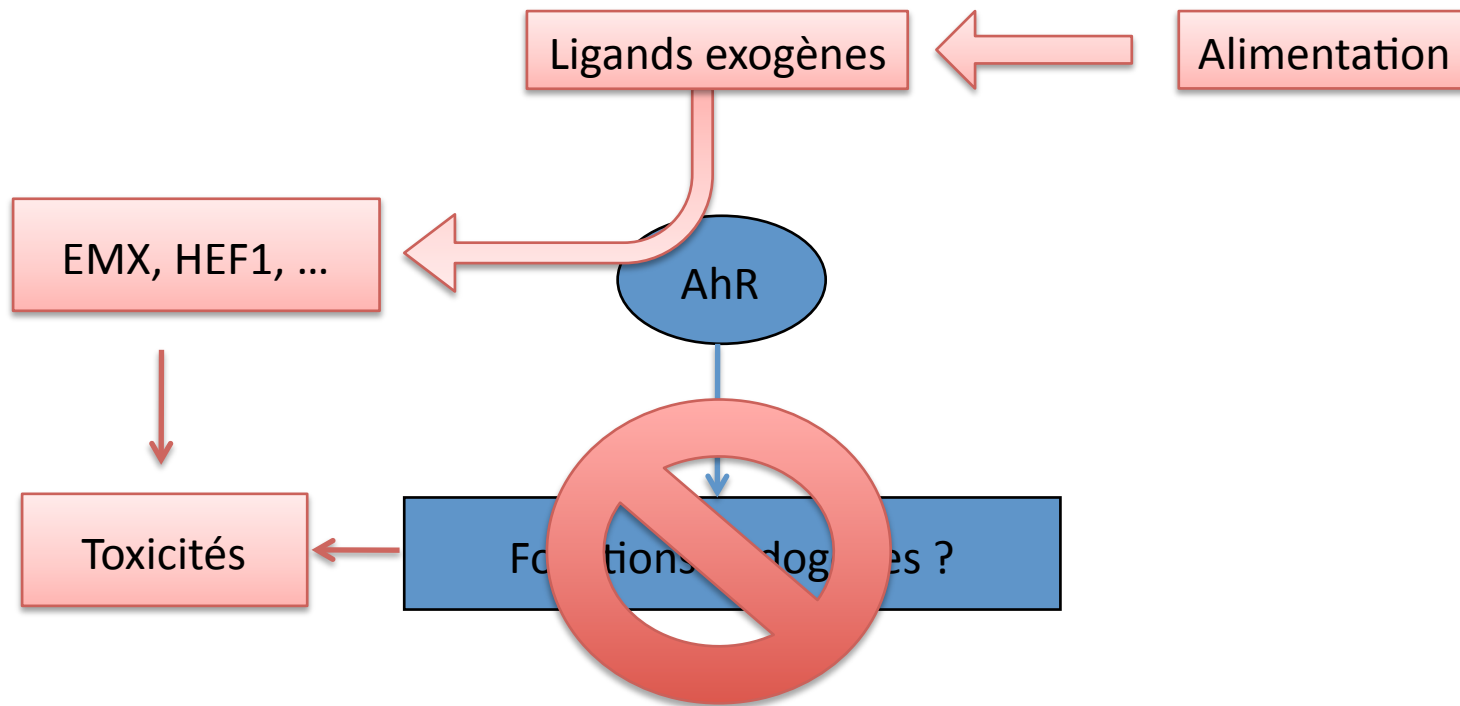 Ligands exogènes
Alimentation
EMX, HEF1, …
AhR
Toxicités
?